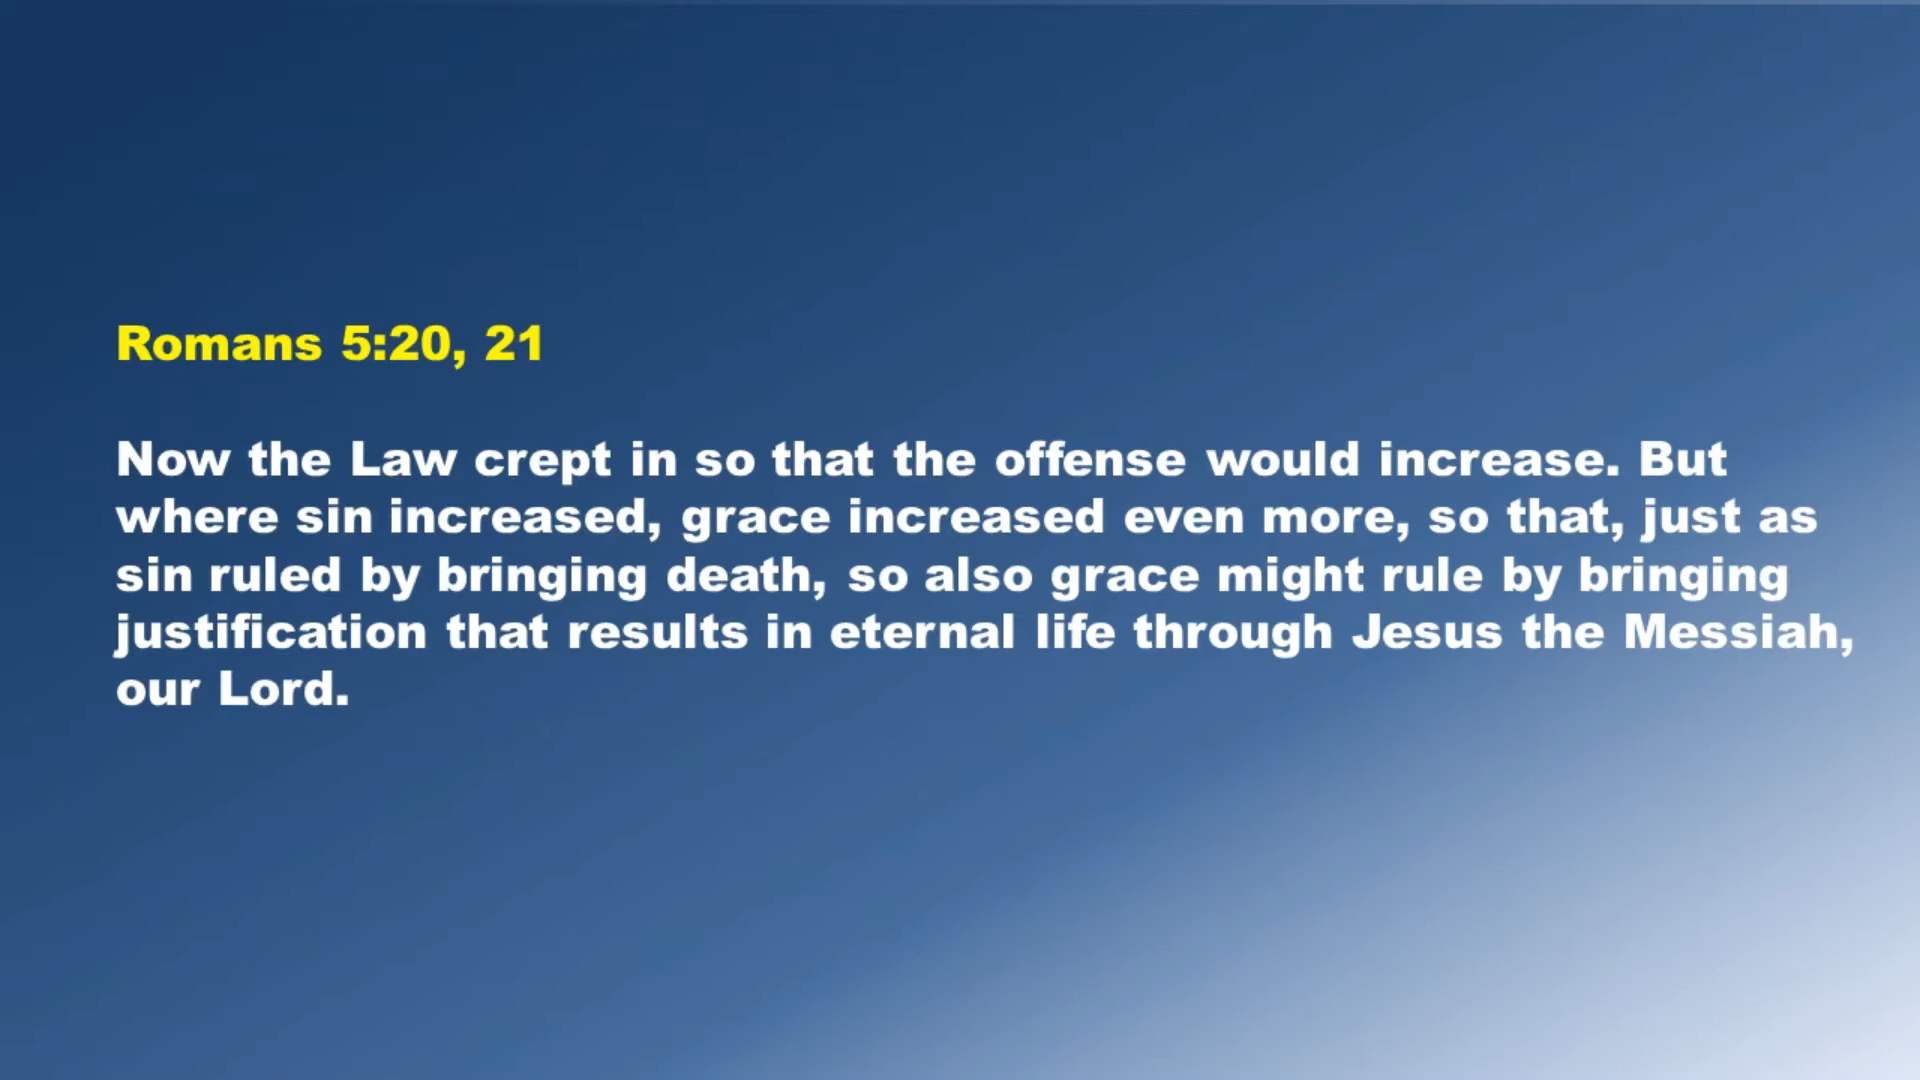 Romans 5:20, 21
Now the Law crept in so that the offense would increase. But
where sin increased, grace increased even more, so that, just as
sin ruled by bringing death, so also grace might rule by bringing
justification that results in eternal life through Jesus the Messiah,
our Lord.